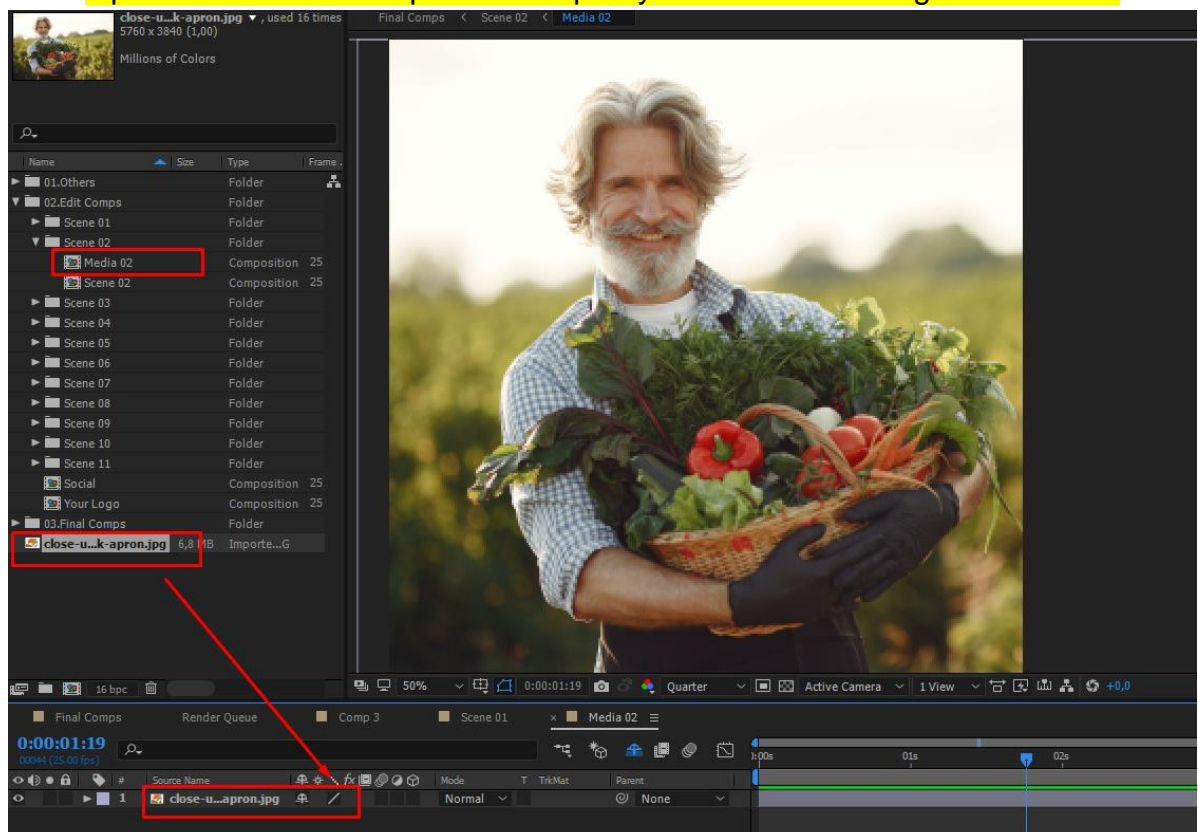 close-u...k-apron.jpg ▼ , used 16 times
5760 x 3840 (1,00)
Millions of Colors
Final Comps < Scene 02 < Media 02
Name Size Type Frame .
01.Others Folder
02.Edit Comps Folder
Scene 01 Folder
Scene 02 Folder
Media 02 Composition 25
Scene 02 Composition 25
Scene 03 Folder
Scene 04 Folder
Scene 05 Folder
Scene 06 Folder
Scene 07 Folder
Scene 08 Folder
Scene 09 Folder
Scene 10 Folder
Scene 11 Folder
Social Composition 25
Your Logo Composition 25
03.Final Comps Folder
close-u...k-apron.jpg 6,8 MB Importe...G
16 bpc
50% 0:00:01:19 Quarter Active Camera 1 View +0,0
Final Comps Render Queue Comp 3 Scene 01 × Media 02
0:00:01:19
00044 (25.00 fps)
00s 01s 02s
# Source Name fx Mode T TrkMat Parent
1 close-u...apron.jpg Normal None